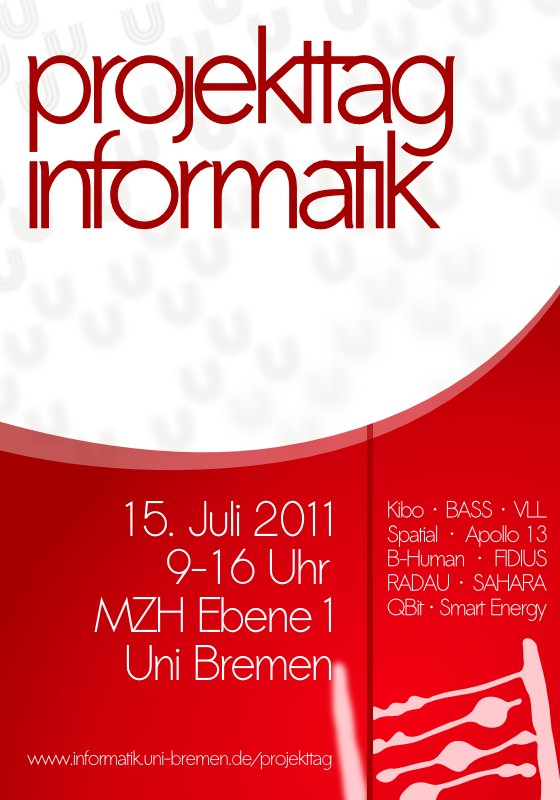 projekttag
informatik
15. Juli 2011
9-16 Uhr
MZH Ebene 1
Uni Bremen
Kibo · BASS · VLL
Spatial · Apollo 13
B-Human · FIDIUS
RADAU · SAHARA
QBit · Smart Energy
www.informatik.uni-bremen.de/projekttag